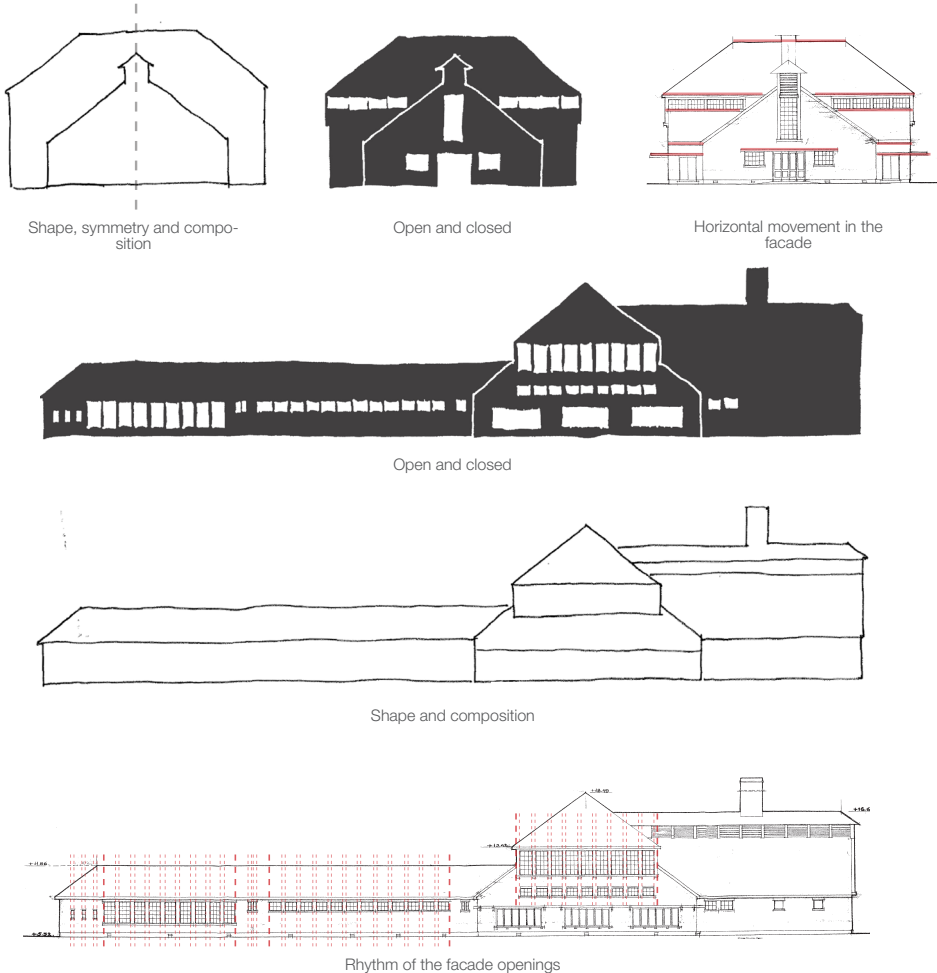 Shape, symmetry and compo-
sition
Open and closed
Horizontal movement in the
facade
Open and closed
Shape and composition
Rhythm of the facade openings